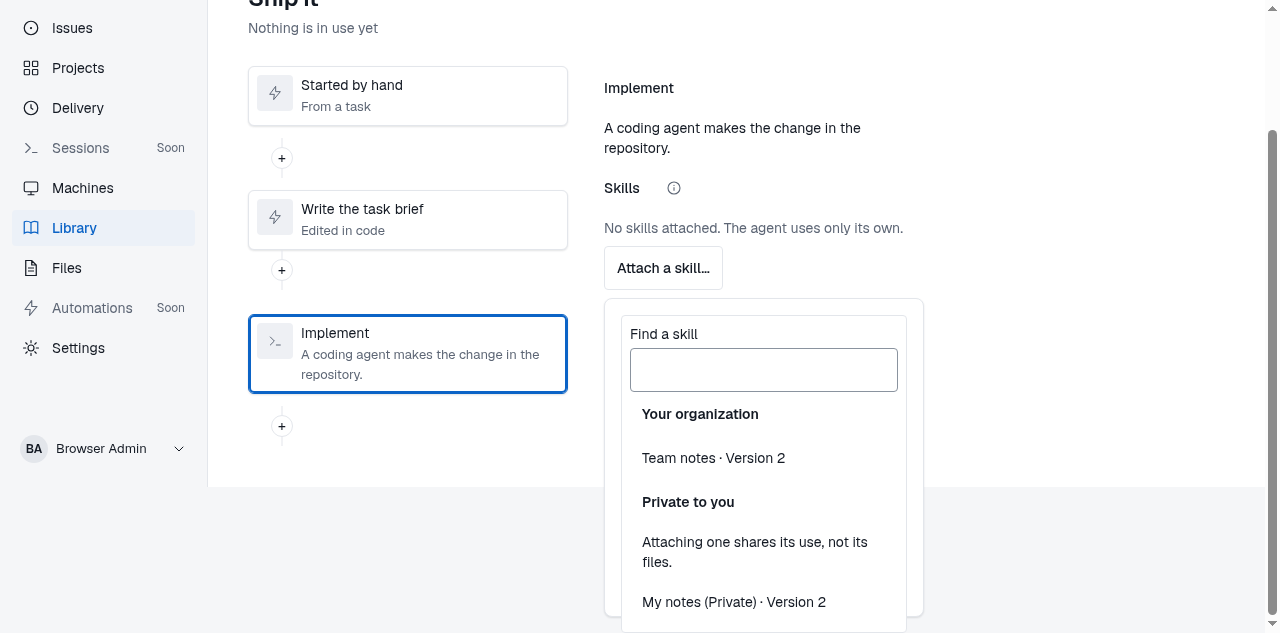 Ship it
Nothing is in use yet
Issues
Projects
Delivery
Sessions Soon
Machines
Library
Files
Automations Soon
Settings
BA Browser Admin
Started by hand
From a task
+
Write the task brief
Edited in code
+
Implement
A coding agent makes the change in the
repository.
+
Implement
A coding agent makes the change in the
repository.
Skills
No skills attached. The agent uses only its own.
Attach a skill...
Find a skill
Your organization
Team notes · Version 2
Private to you
Attaching one shares its use, not its
files.
My notes (Private) · Version 2